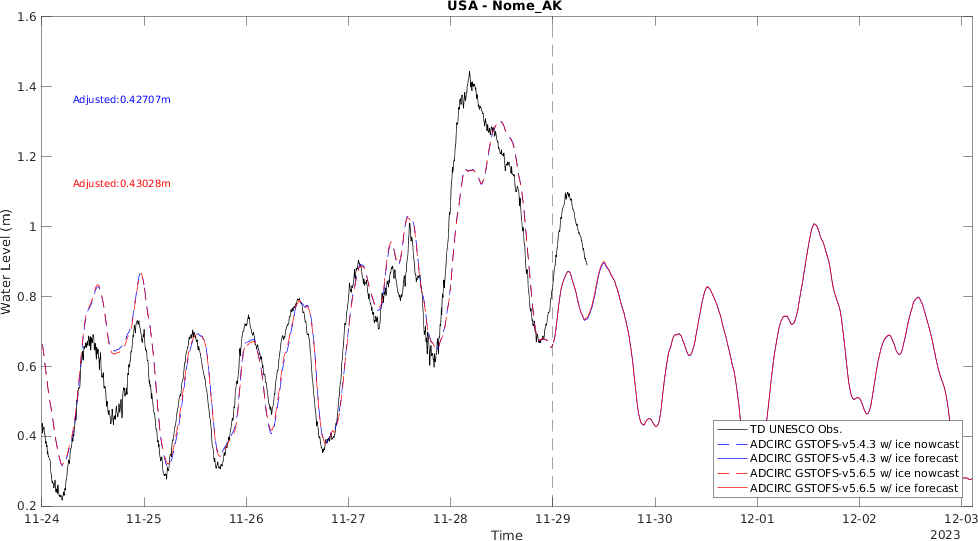 USA - Nome_AK
1.6
1.4
1.2
1
0.8
0.6
0.4
0.2
Water Level (m)
Adjusted:0.42707m
Adjusted:0.43028m
TD UNESCO Obs.
ADCIRC GSTOFS-v5.4.3 w/ ice nowcast
ADCIRC GSTOFS-v5.4.3 w/ ice forecast
ADCIRC GSTOFS-v5.6.5 w/ ice nowcast
ADCIRC GSTOFS-v5.6.5 w/ ice forecast
11-24 11-25 11-26 11-27 11-28 11-29 11-30 12-01 12-02 12-03
Time
2023